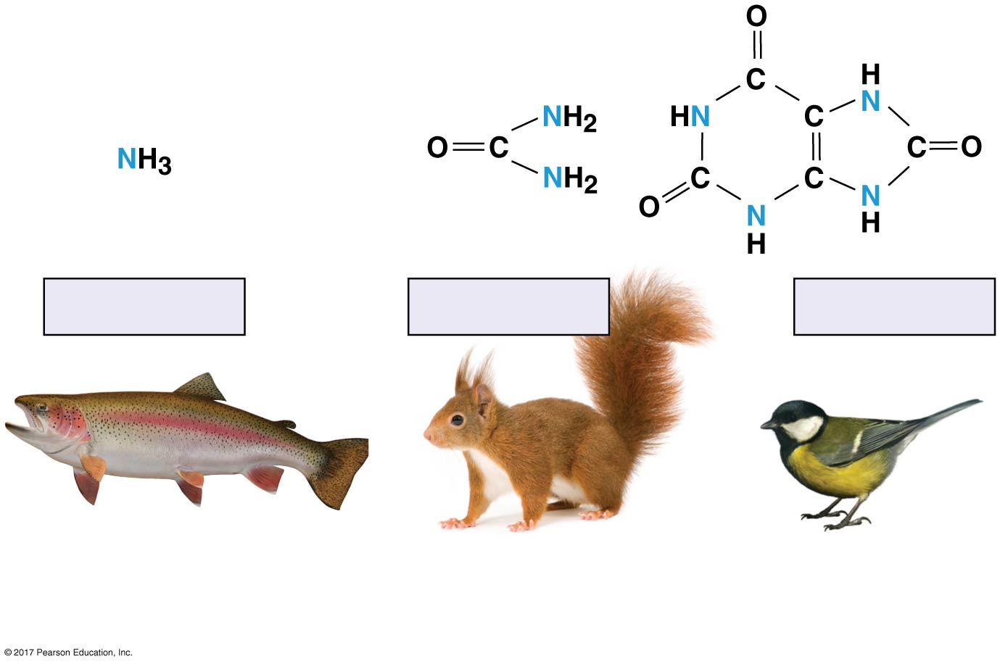 NH3
O=C
NH2
NH2
O
C
HN
C
O
N
H
C
C
H
N
N
H
C=O
© 2017 Pearson Education, Inc.